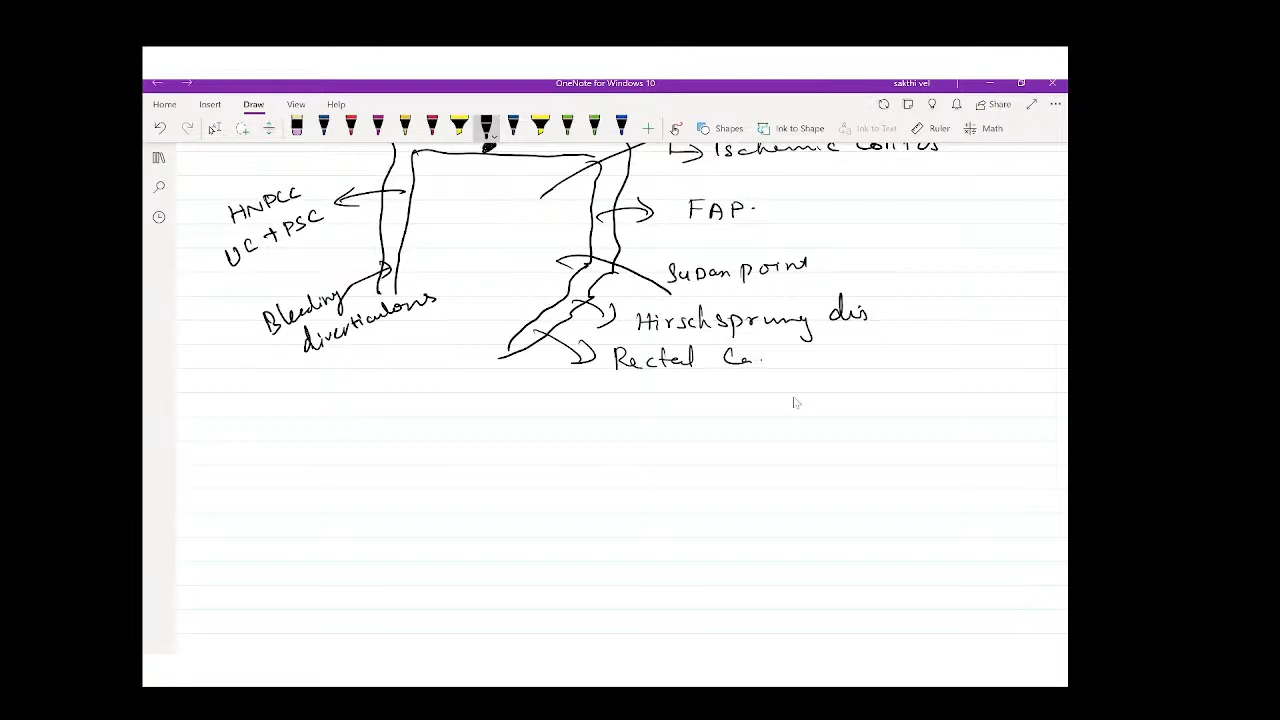 OneNote for Windows 10
sakthi vel
Home Insert Draw View Help
Share
Shapes Ink to Shape Ink to Text Ruler Math
Ischemic Colitis
HNPCC
UC + PSC
FAP.
Sudan point
Bleeding
diverticulous
Hirschsprung dis
Rectal Ca.